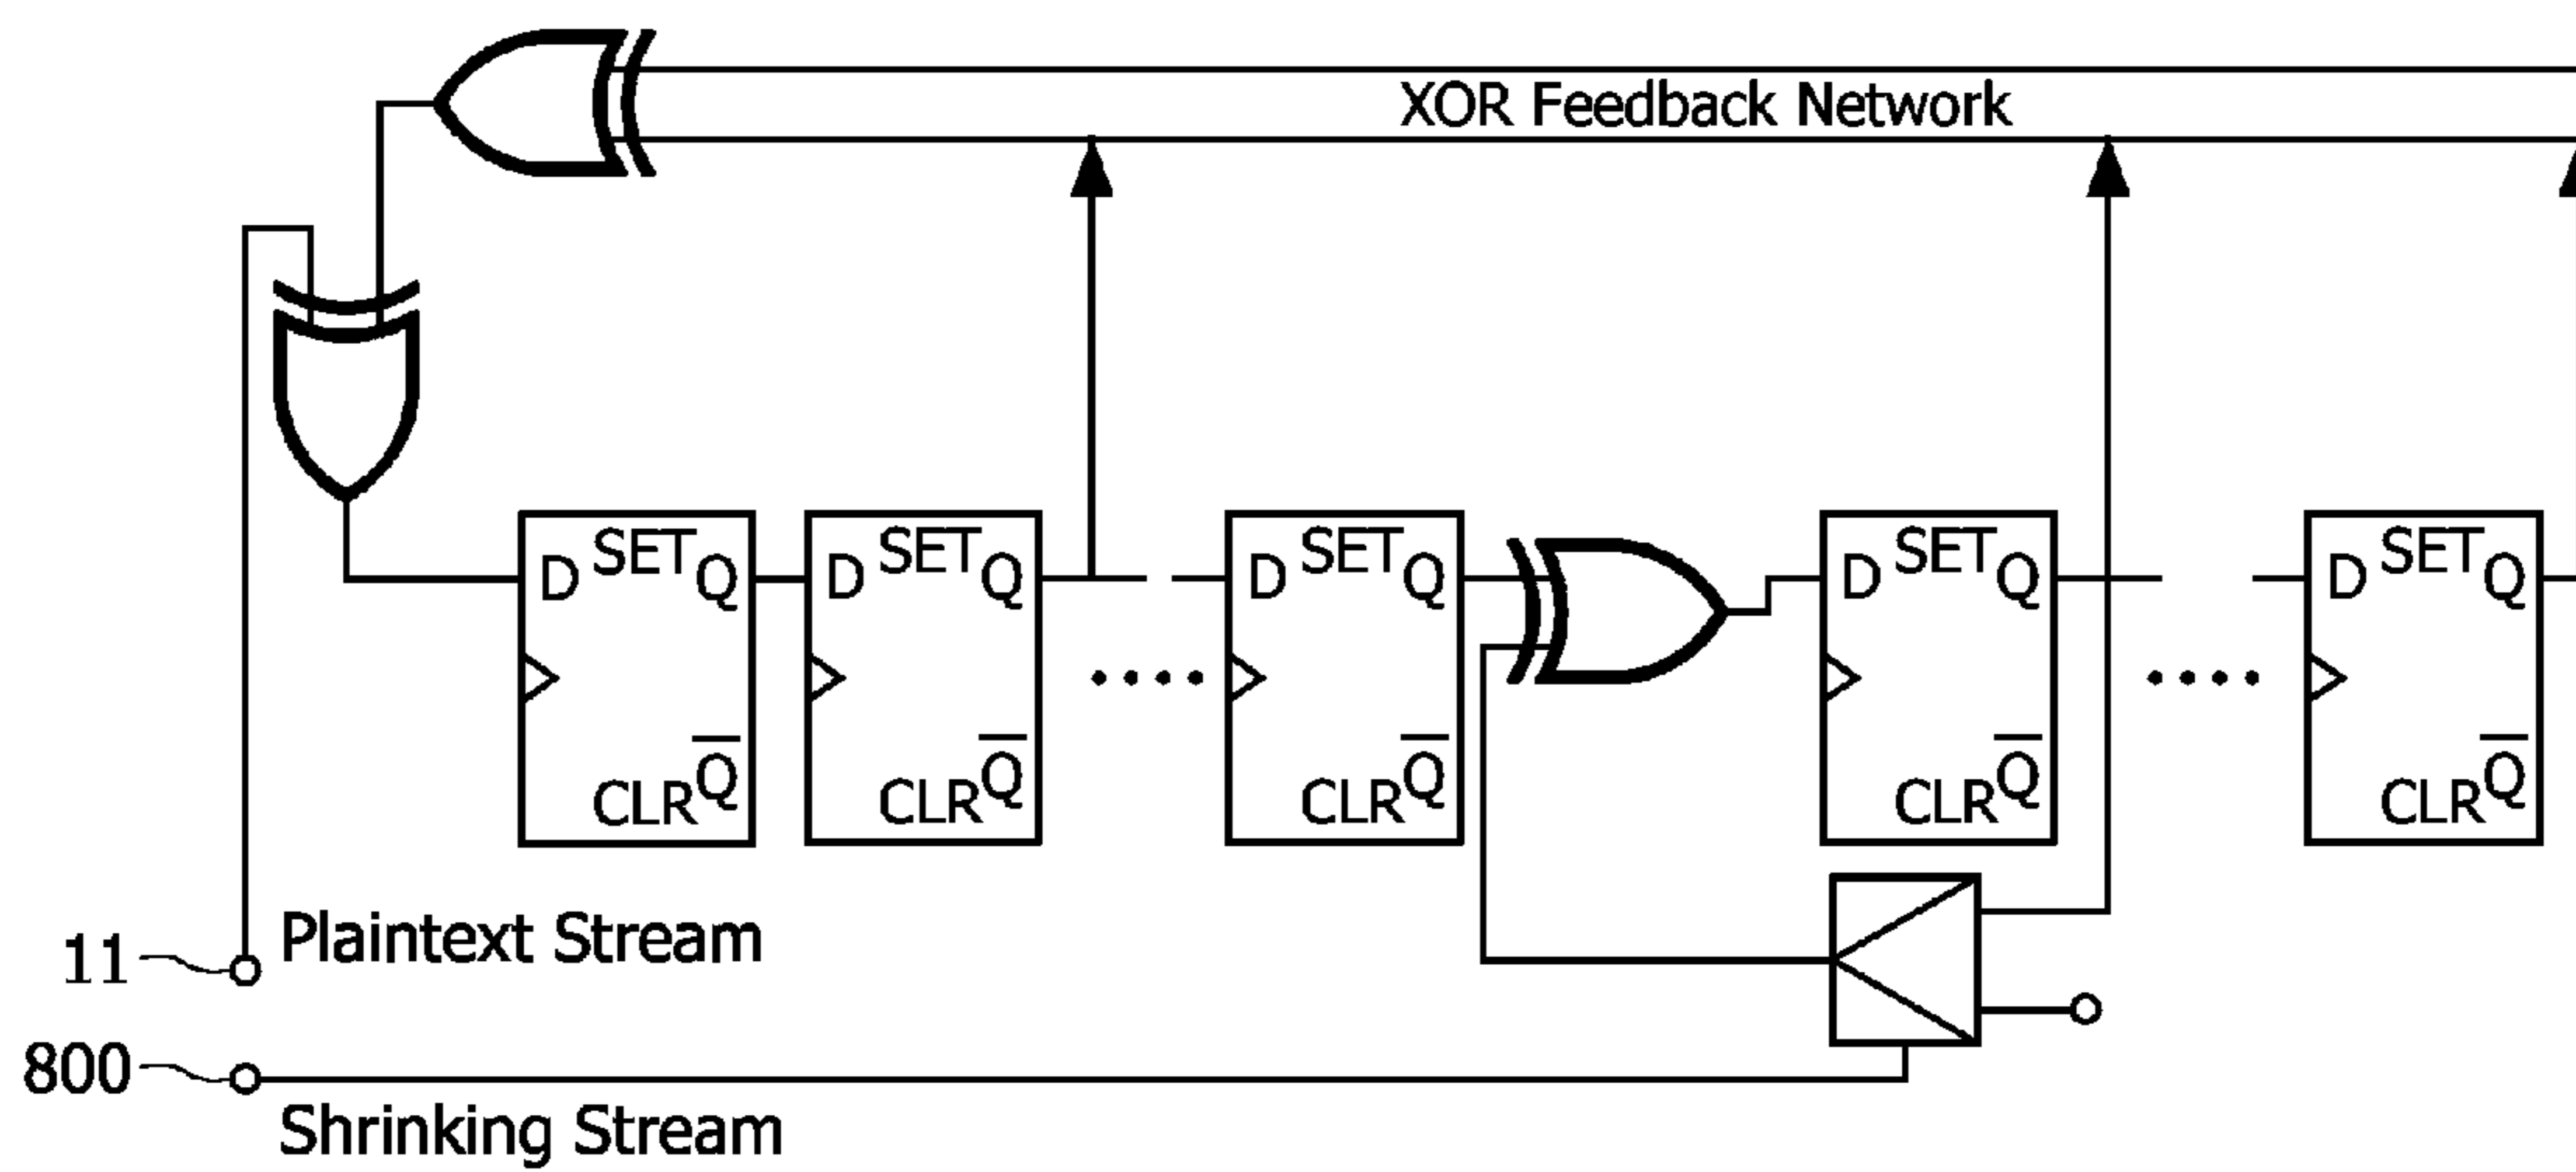 XOR Feedback Network
D SET Q
CLR Q
D SET Q
CLR Q
D SET Q
CLR Q
D SET Q
CLR Q
D SET Q
CLR Q
11 Plaintext Stream
800
Shrinking Stream